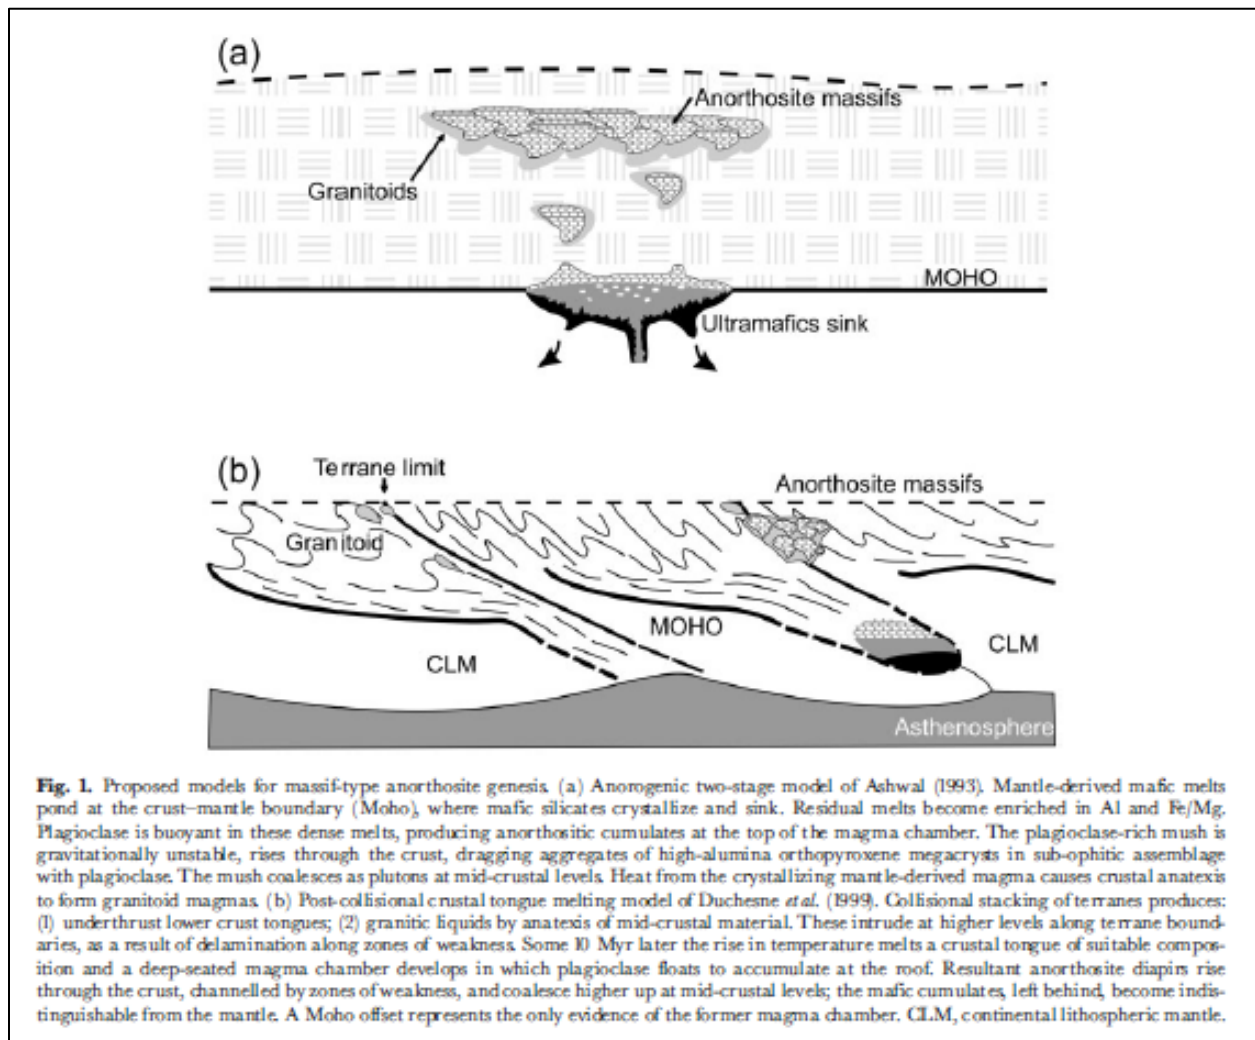 (a)
Anorthosite massifs
Granitoids
MOHO
Ultramafics sink
(b)
Terrane limit
Anorthosite massifs
Granitoid
MOHO
CLM
CLM
Asthenosphere
Fig. 1. Proposed models for massif-type anorthosite genesis. (a) Anorogenic two-stage model of Ashwal (1993). Mantle-derived mafic melts
pond at the crust–mantle boundary (Moho), where mafic silicates crystallize and sink. Residual melts become enriched in Al and Fe/Mg.
Plagioclase is buoyant in these dense melts, producing anorthositic cumulates at the top of the magma chamber. The plagioclase-rich mush is
gravitationally unstable, rises through the crust, dragging aggregates of high-alumina orthopyroxene megacrysts in sub-ophitic assemblage
with plagioclase. The mush coalesces as plutons at mid-crustal levels. Heat from the crystallizing mantle-derived magma causes crustal anatexis
to form granitoid magmas. (b) Post-collisional crustal tongue melting model of Duchesne et al. (1999). Collisional stacking of terranes produces:
(1) underthrust lower crust tongues; (2) granitic liquids by anatexis of mid-crustal material. These intrude at higher levels along terrane bound-
aries, as a result of delamination along zones of weakness. Some 10 Myr later the rise in temperature melts a crustal tongue of suitable compos-
ition and a deep-seated magma chamber develops in which plagioclase floats to accumulate at the roof. Resultant anorthosite diapirs rise
through the crust, channelled by zones of weakness, and coalesce higher up at mid-crustal levels; the mafic cumulates, left behind, become indis-
tinguishable from the mantle. A Moho offset represents the only evidence of the former magma chamber. CLM, continental lithospheric mantle.